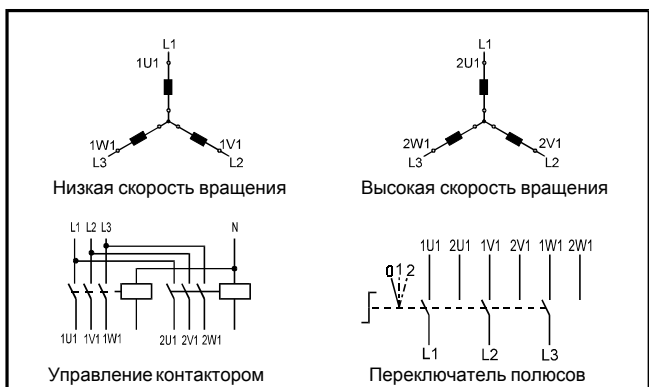 L1 L1
1U1 2U1
1W1 1V1 2W1 2V1
L3 L2 L3 L2
Низкая скорость вращения Высокая скорость вращения
L1 L2 L3 N
1U1 2U1 1V1 2V1 1W1 2W1
0 1 2
1U1 1V1 1W1 2U1 2V1 2W1
L1 L2 L3
Управление контактором Переключатель полюсов